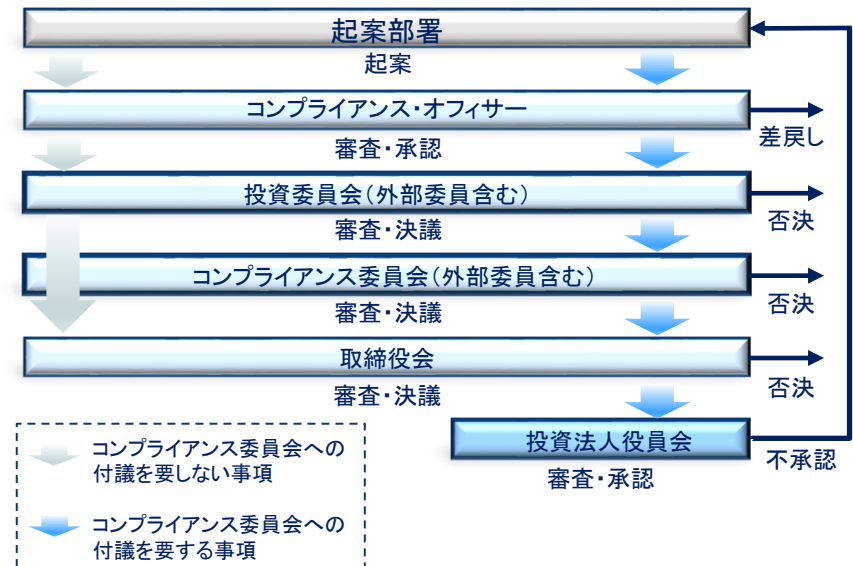 起案部署
起案
コンプライアンス・オフィサー
差戻し
審査・承認
投資委員会(外部委員含む)
否決
審査・決議
コンプライアンス委員会(外部委員含む)
否決
審査・決議
取締役会
否決
審査・決議
投資法人役員会
不承認
審査・承認
コンプライアンス委員会への
付議を要しない事項
コンプライアンス委員会への
付議を要する事項